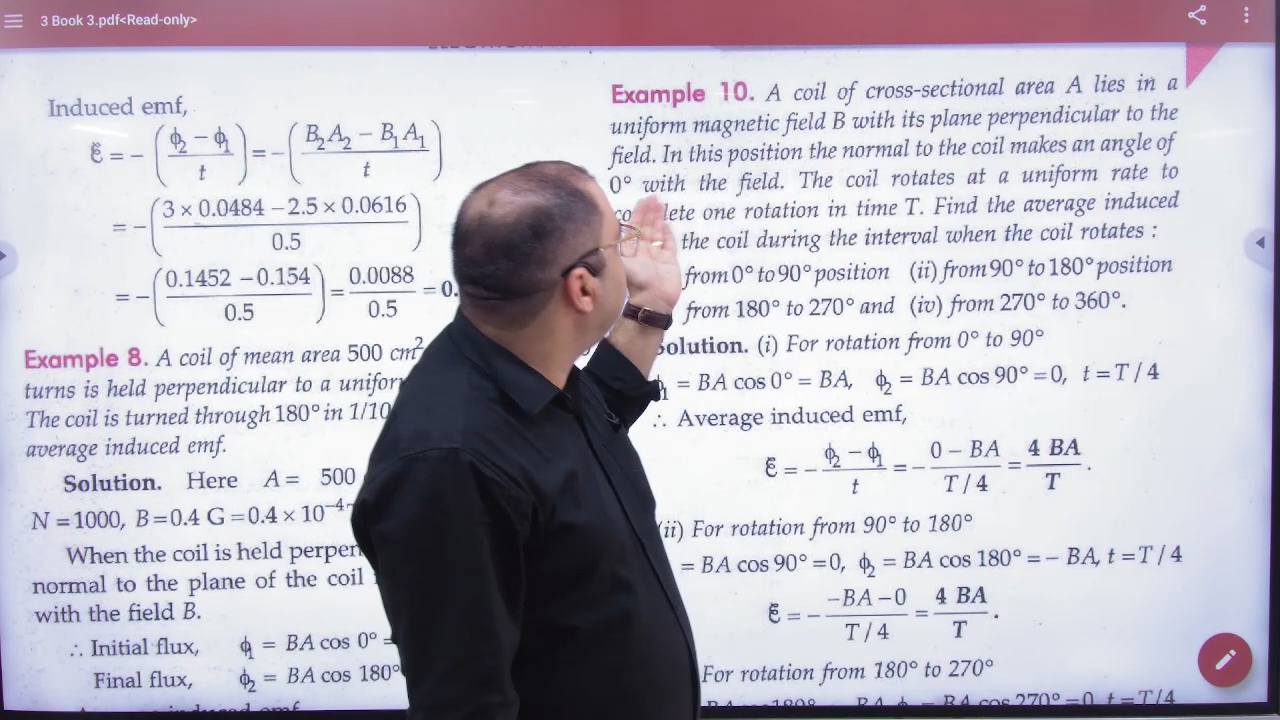 3 Book 3.pdf<Read-only>
Induced emf,
ℰ = − ( (ϕ₂ − ϕ₁) / t ) = − ( (B₂A₂ − B₁A₁) / t )
= − ( (3 × 0.0484 − 2.5 × 0.0616) / 0.5 )
= − ( (0.1452 − 0.154) / 0.5 ) = 0.0088 / 0.5 = 0.
Example 8. A coil of mean area 500 cm²
turns is held perpendicular to a
The coil is turned through 180° in 1/10
average induced emf.
Solution. Here A = 500
N = 1000, B = 0.4 G = 0.4 × 10⁻⁴
When the coil is held
normal to the plane of the coil
with the field B.
∴ Initial flux, ϕ₁ = BA cos 0° =
Final flux, ϕ₂ = BA cos 180°
Example 10. A coil of cross-sectional area A lies in a
uniform magnetic field B with its plane perpendicular to the
field. In this position the normal to the coil makes an angle of
0° with the field. The coil rotates at a uniform rate to
one rotation in time T. Find the average induced
the coil during the interval when the coil rotates :
from 0° to 90° position (ii) from 90° to 180° position
from 180° to 270° and (iv) from 270° to 360°.
Solution. (i) For rotation from 0° to 90°
ϕ₁ = BA cos 0° = BA, ϕ₂ = BA cos 90° = 0, t = T / 4
∴ Average induced emf,
ℰ = − (ϕ₂ − ϕ₁) / t = − (0 − BA) / (T / 4) = 4 BA / T .
(ii) For rotation from 90° to 180°
= BA cos 90° = 0, ϕ₂ = BA cos 180° = − BA, t = T / 4
ℰ = − (−BA − 0) / (T / 4) = 4 BA / T .
For rotation from 180° to 270°